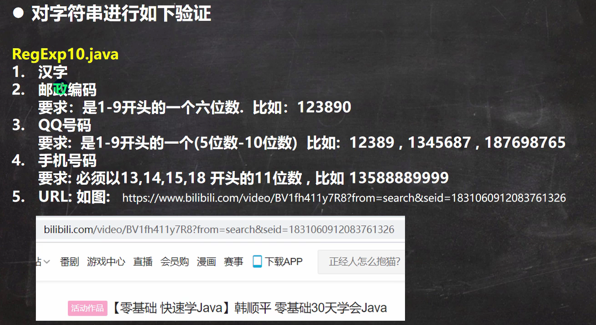 ● 对字符串进行如下验证
RegExp10.java
1. 汉字
2. 邮政编码
要求：是1-9开头的一个六位数. 比如：123890
3. QQ号码
要求: 是1-9开头的一个(5位数-10位数) 比如: 12389 , 1345687 , 187698765
4. 手机号码
要求: 必须以13,14,15,18 开头的11位数 , 比如 13588889999
5. URL: 如图: https://www.bilibili.com/video/BV1fh411y7R8?from=search&seid=1831060912083761326
bilibili.com/video/BV1fh411y7R8?from=search&seid=1831060912083761326
站 番剧 游戏中心 直播 会员购 漫画 赛事 下载APP 正经人怎么抱猫?
活动作品 【零基础 快速学Java】韩顺平 零基础30天学会Java